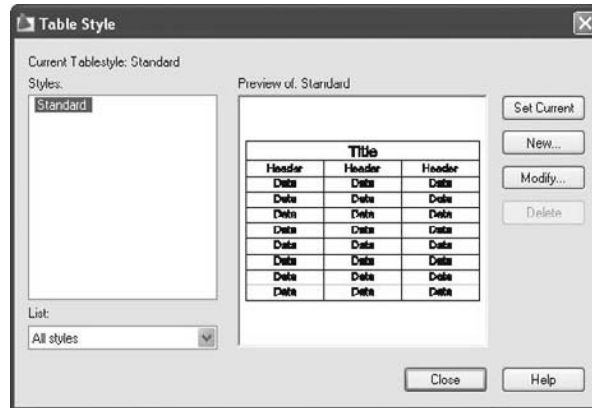 Table Style
Current Tablestyle: Standard
Styles:
Standard
Preview of: Standard
Title
Header Header Header
Data Data Data
Data Data Data
Data Data Data
Data Data Data
Data Data Data
Data Data Data
Data Data Data
Data Data Data
Set Current
New...
Modify...
Delete
List:
All styles
Close
Help